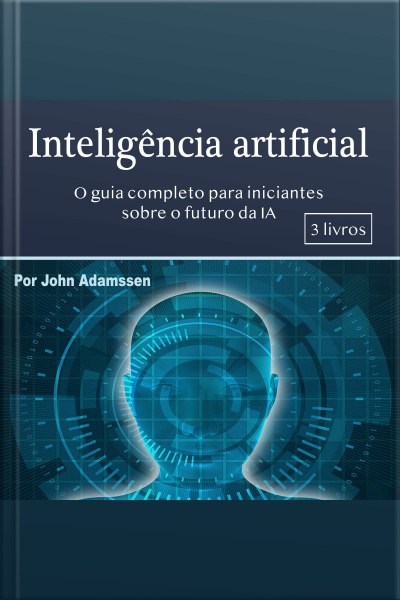 Inteligência artificial
O guia completo para iniciantes
sobre o futuro da IA
3 livros
Por John Adamssen